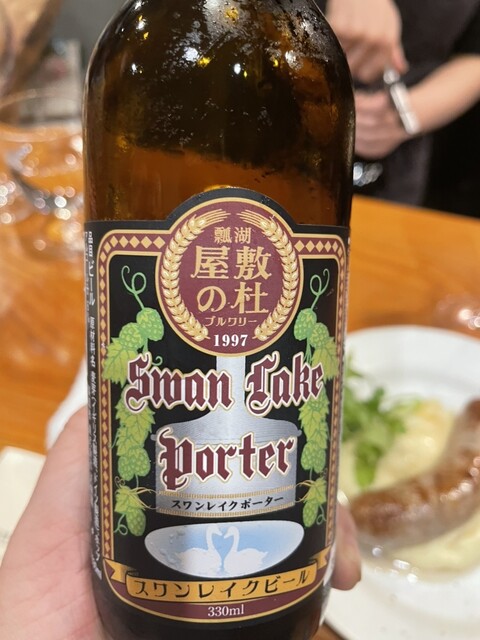 瓢湖
屋敷
の杜
ブルワリー
1997
Swan Lake
Porter
スワンレイクポーター
スワンレイクビール
330ml